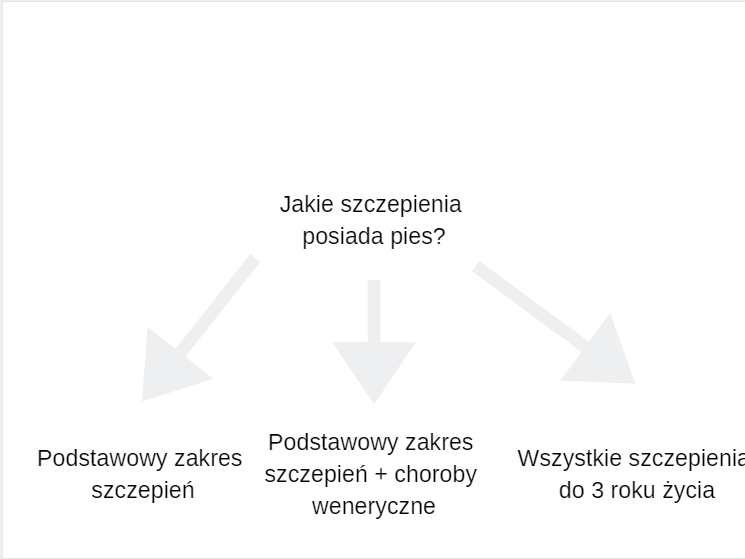 Jakie szczepienia
posiada pies?
Podstawowy zakres
szczepień
Podstawowy zakres
szczepień + choroby
weneryczne
Wszystkie szczepienia
do 3 roku życia